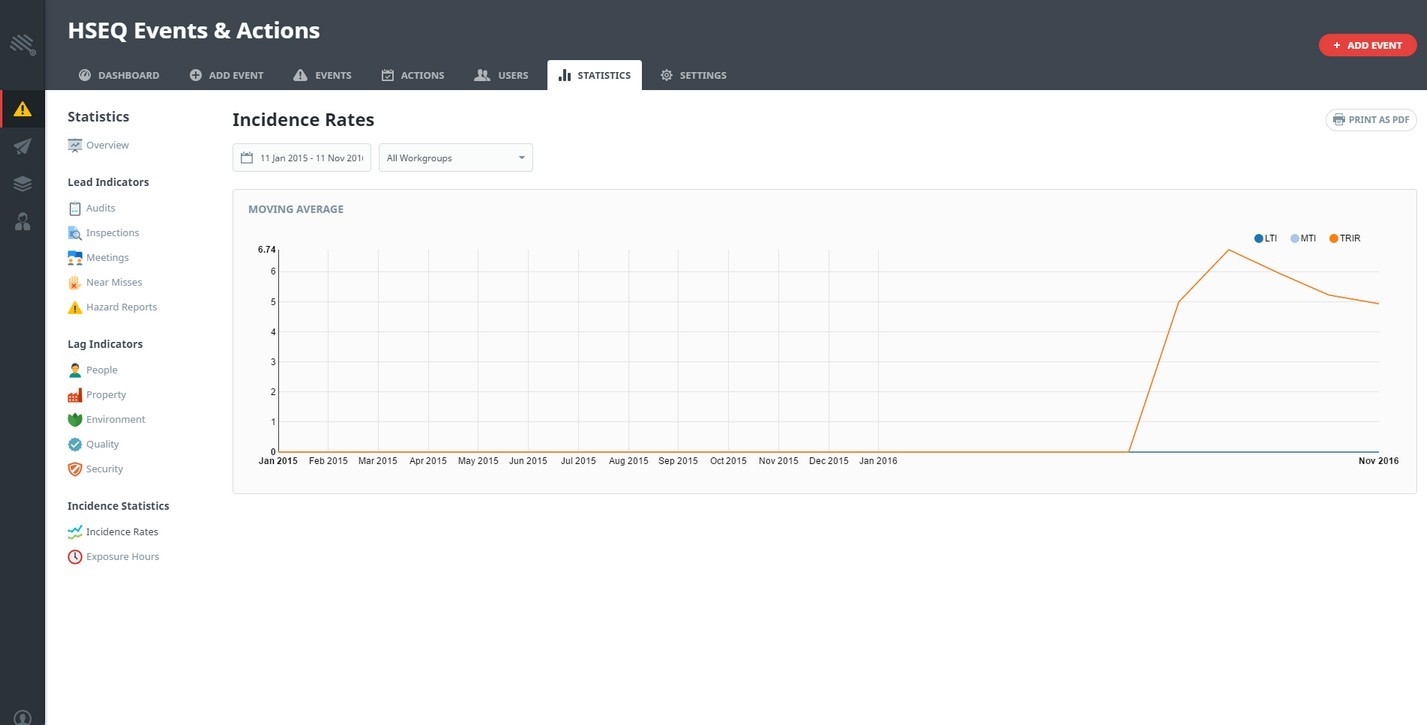 HSEQ Events & Actions
+ ADD EVENT
DASHBOARD ADD EVENT EVENTS ACTIONS USERS STATISTICS SETTINGS
Statistics
Overview
Lead Indicators
Audits
Inspections
Meetings
Near Misses
Hazard Reports
Lag Indicators
People
Property
Environment
Quality
Security
Incidence Statistics
Incidence Rates
Exposure Hours
Incidence Rates
PRINT AS PDF
11 Jan 2015 - 11 Nov 201
All Workgroups
MOVING AVERAGE
LTI MTI TRIR
6.74
6
5
4
3
2
1
0
Jan 2015 Feb 2015 Mar 2015 Apr 2015 May 2015 Jun 2015 Jul 2015 Aug 2015 Sep 2015 Oct 2015 Nov 2015 Dec 2015 Jan 2016 Nov 2016